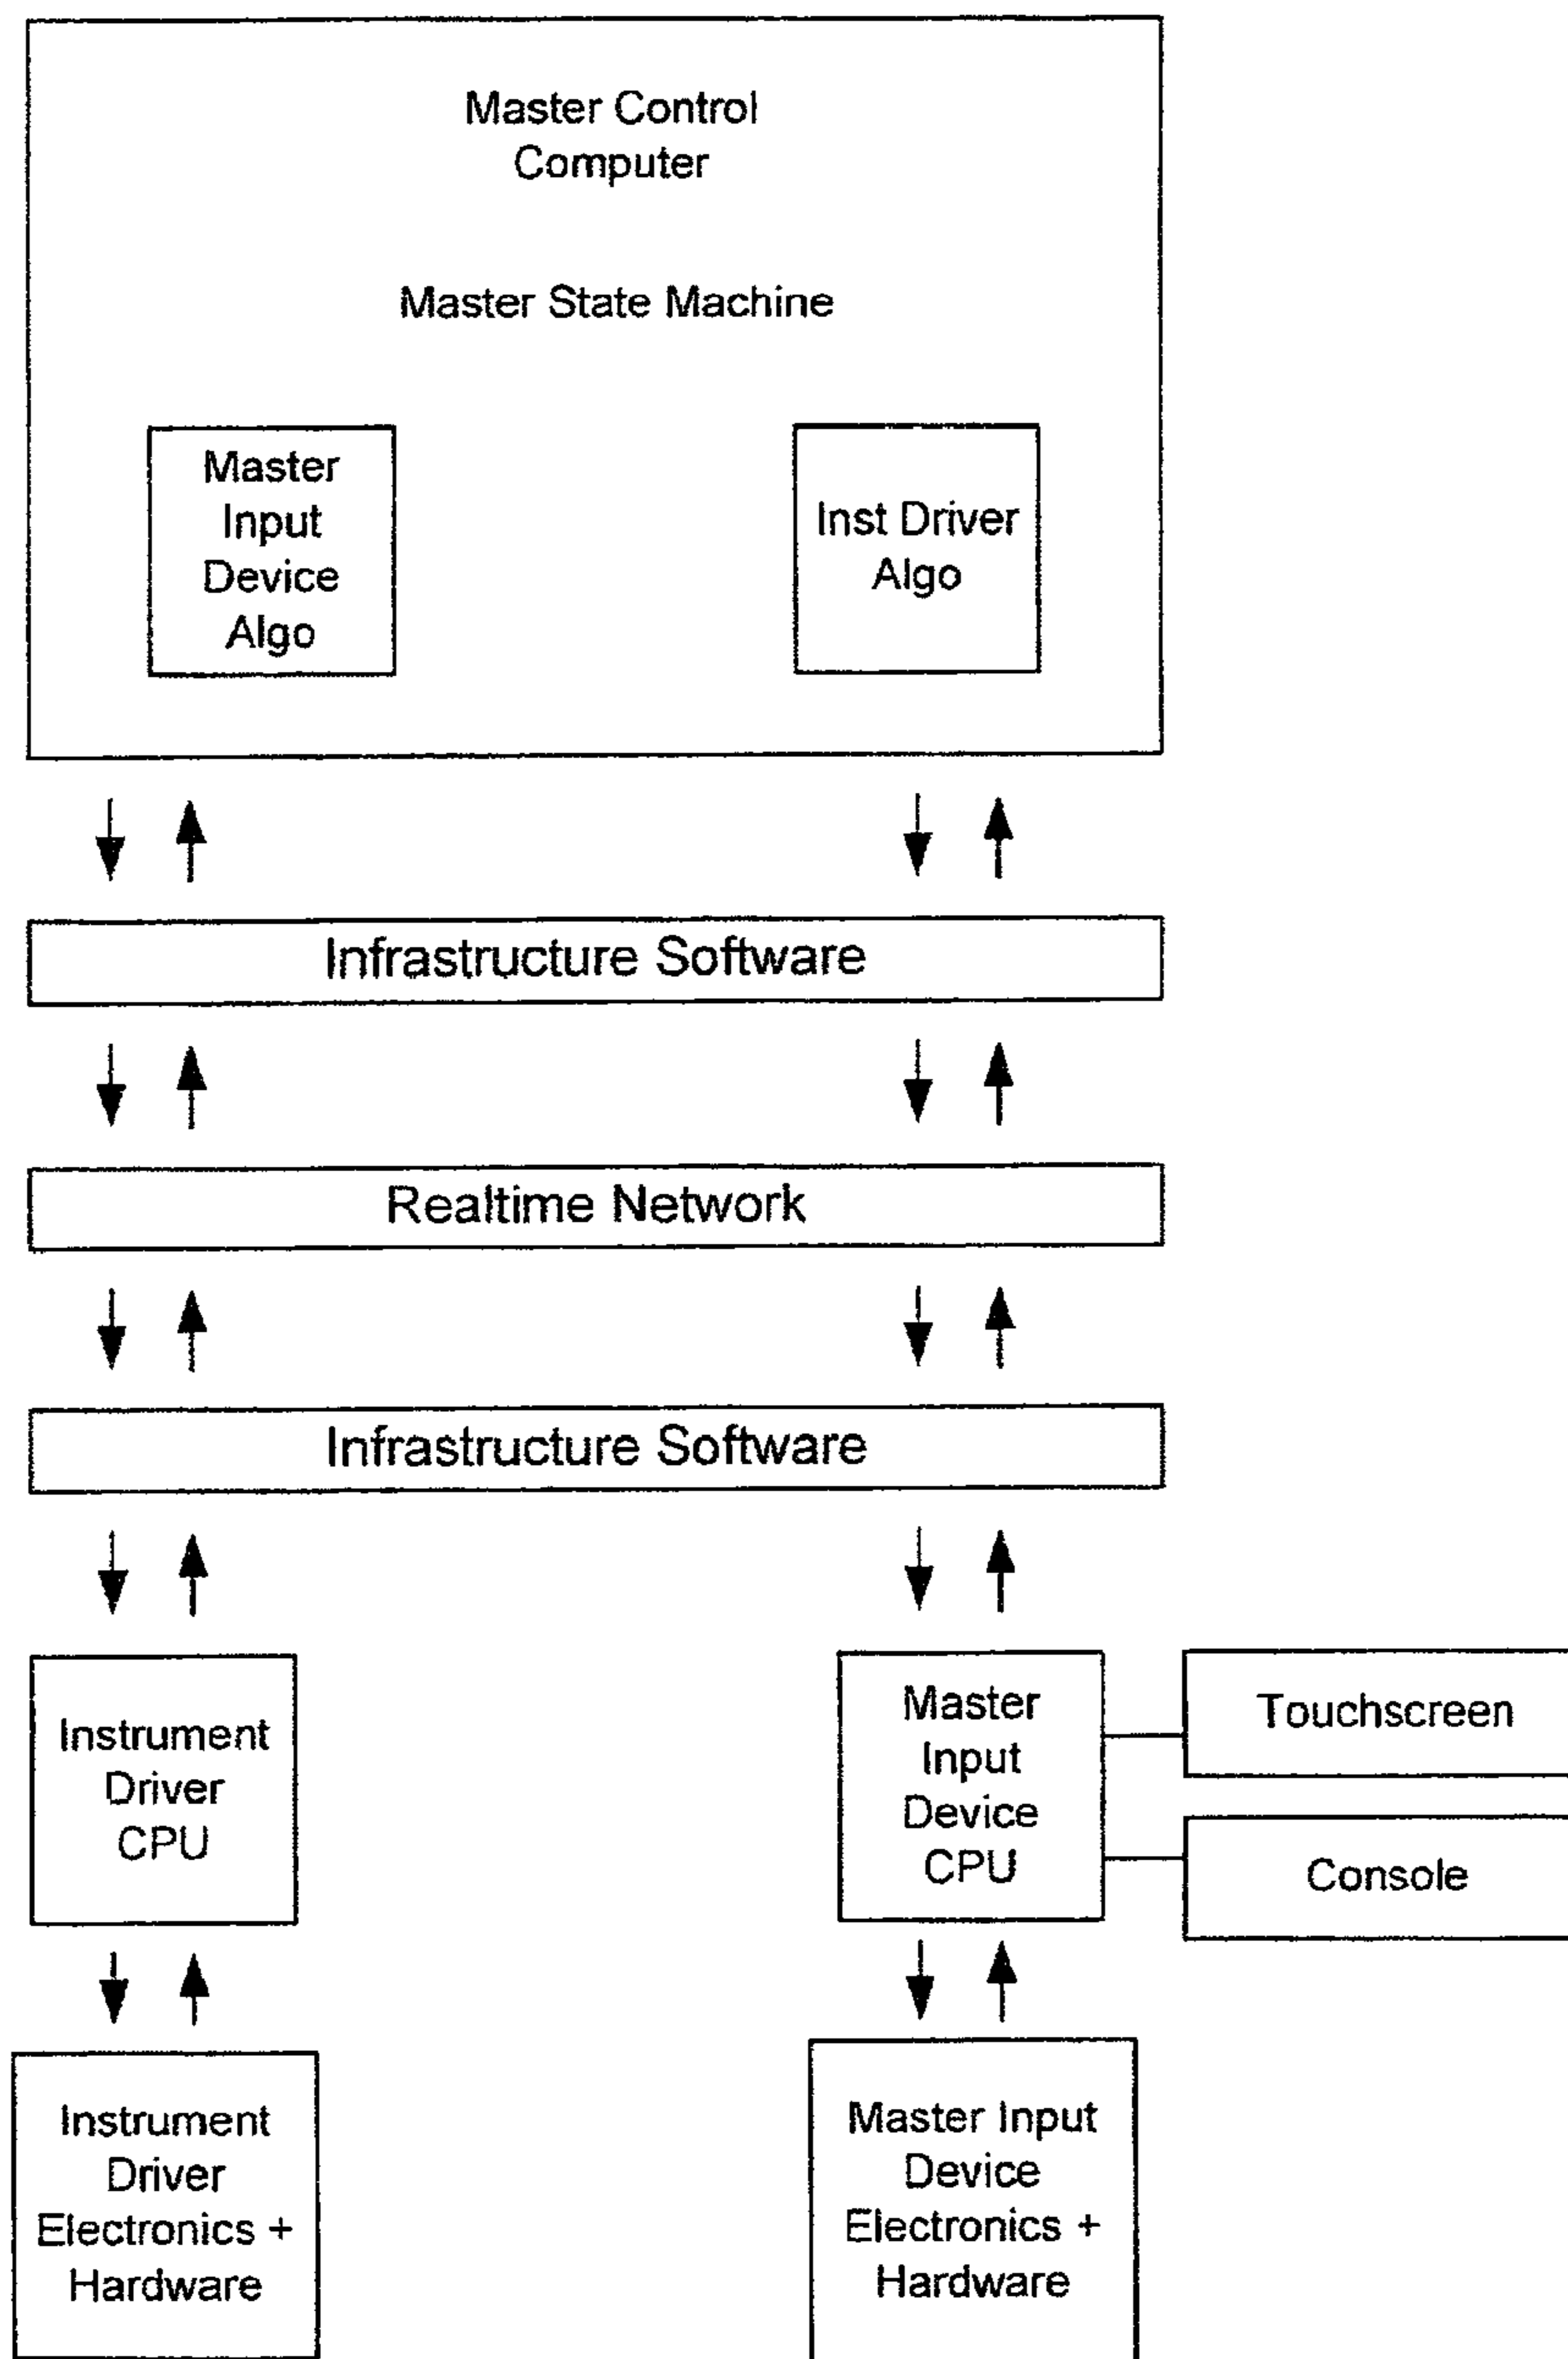 Master Control
Computer
Master State Machine
Master
Input
Device
Algo
Inst Driver
Algo
Infrastructure Software
Realtime Network
Infrastructure Software
Instrument
Driver
CPU
Master
Input
Device
CPU
Touchscreen
Console
Instrument
Driver
Electronics +
Hardware
Master Input
Device
Electronics +
Hardware